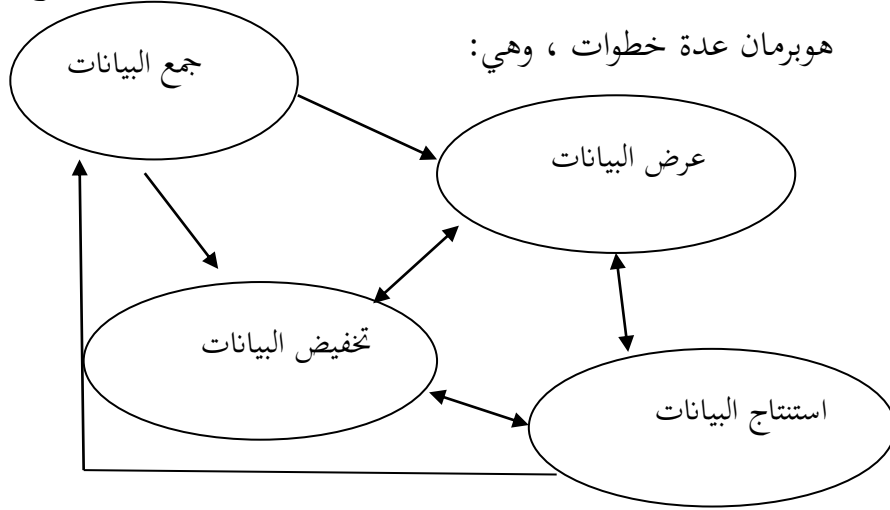 هوبرمان عدة خطوات ، وهي:
جمع البيانات
عرض البيانات
تخفيض البيانات
استنتاج البيانات